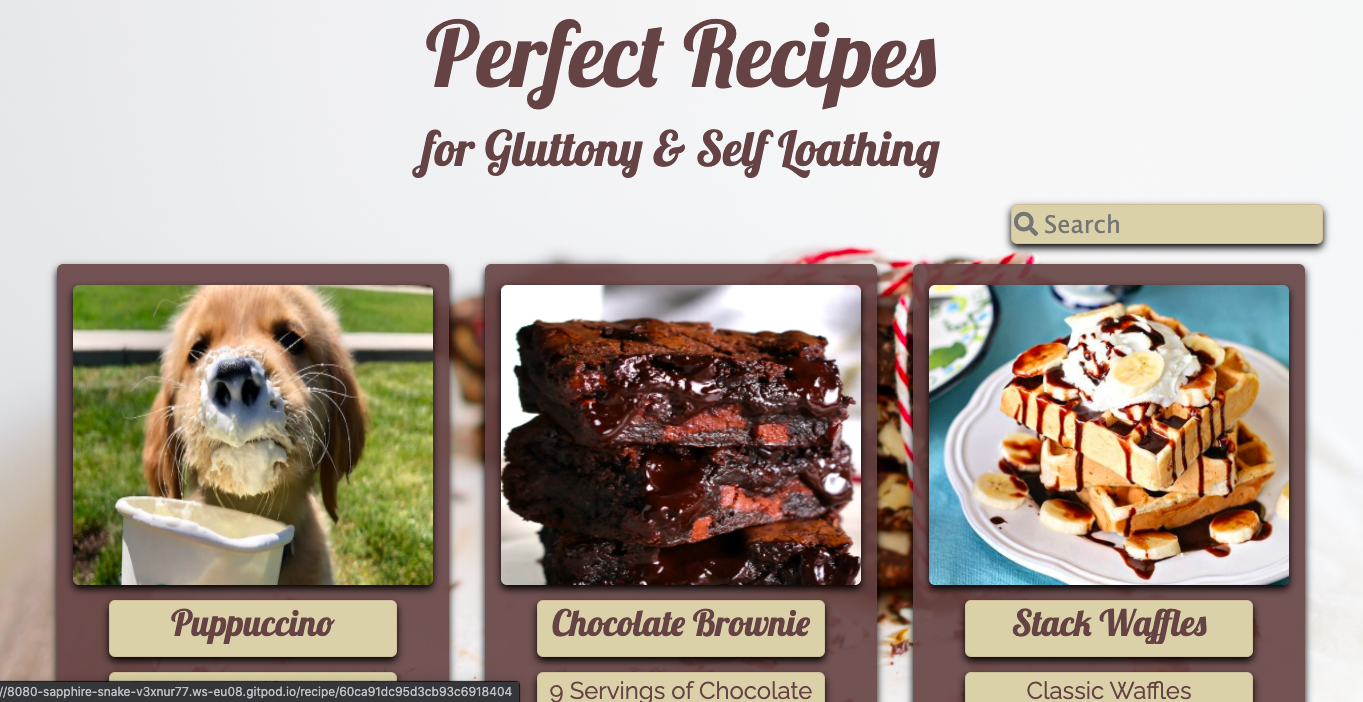 Perfect Recipes
for Gluttony & Self Loathing
Search
Puppuccino
Chocolate Brownie
Stack Waffles
9 Servings of Chocolate
Classic Waffles
//8080-sapphire-snake-v3xnur77.ws-eu08.gitpod.io/recipe/60ca91dc95d3cb93c6918404